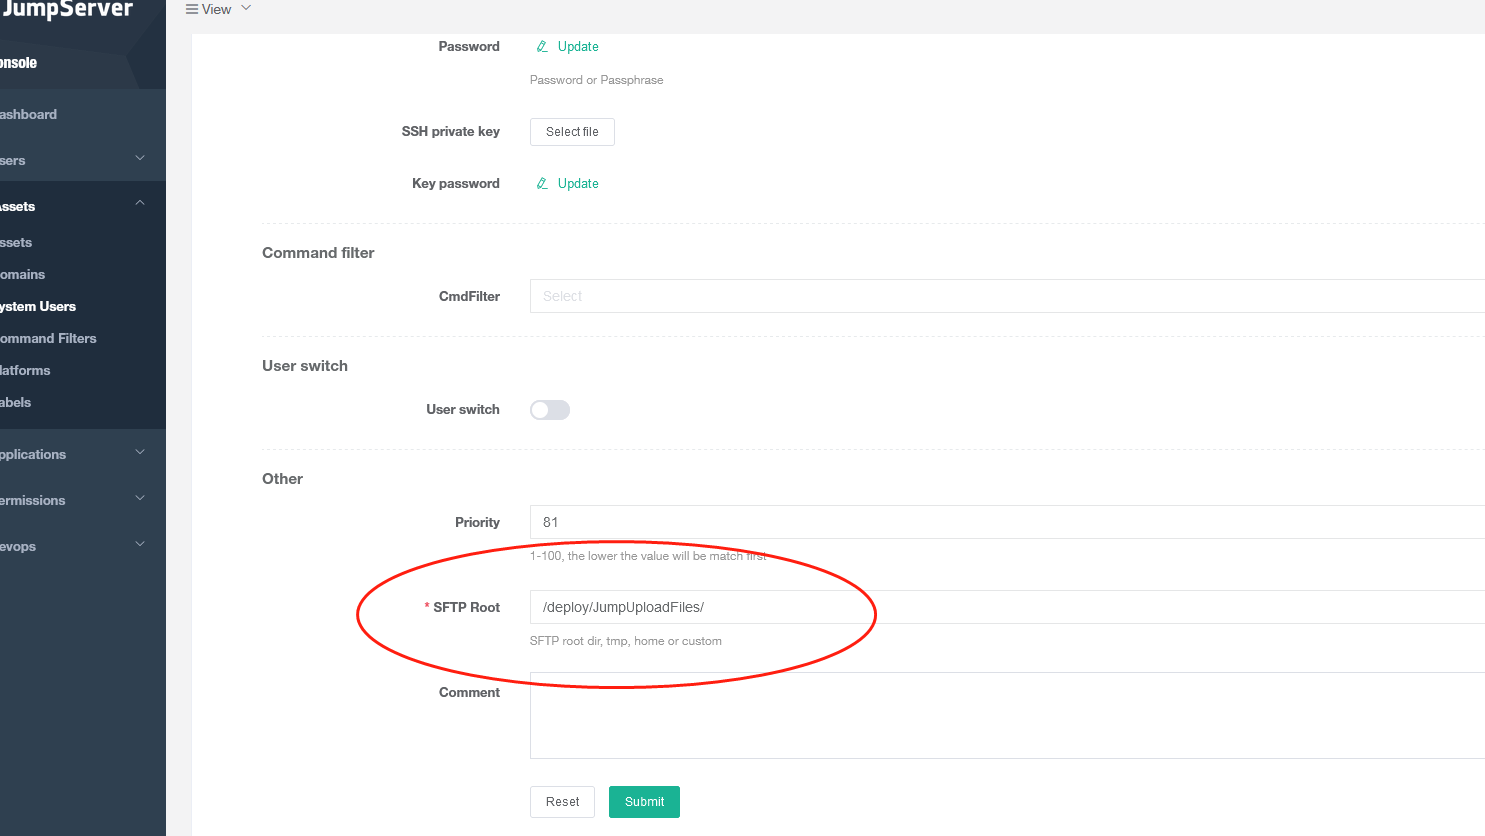 JumpServer
View
onsole
ashboard
sers
Assets
ssets
omains
ystem Users
ommand Filters
latforms
abels
pplications
ermissions
evops
Password
Update
Password or Passphrase
SSH private key
Select file
Key password
Update
Command filter
CmdFilter
Select
User switch
User switch
Other
Priority
81
1-100, the lower the value will be match first
* SFTP Root
/deploy/JumpUploadFiles/
SFTP root dir, tmp, home or custom
Comment
Reset
Submit